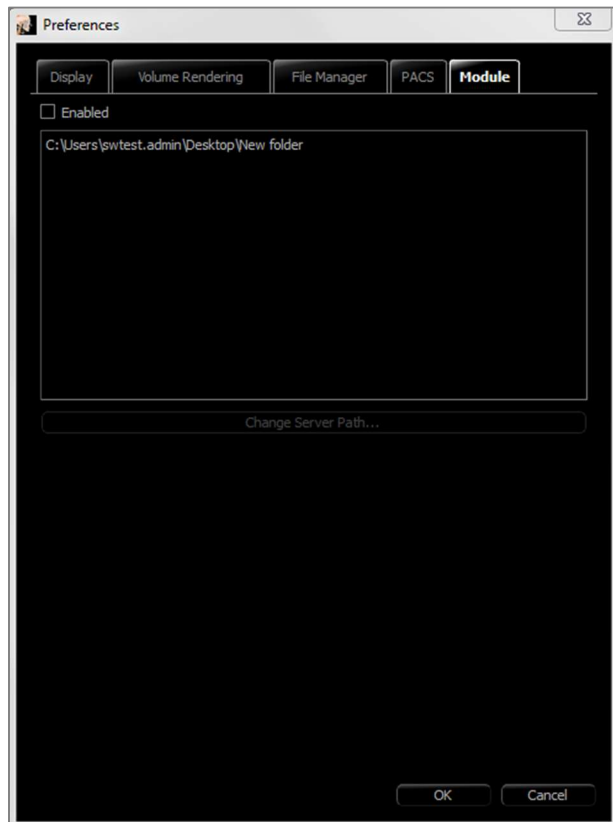 Preferences
Display Volume Rendering File Manager PACS Module
Enabled
C:\Users\swtest.admin\Desktop\New folder
Change Server Path...
OK Cancel